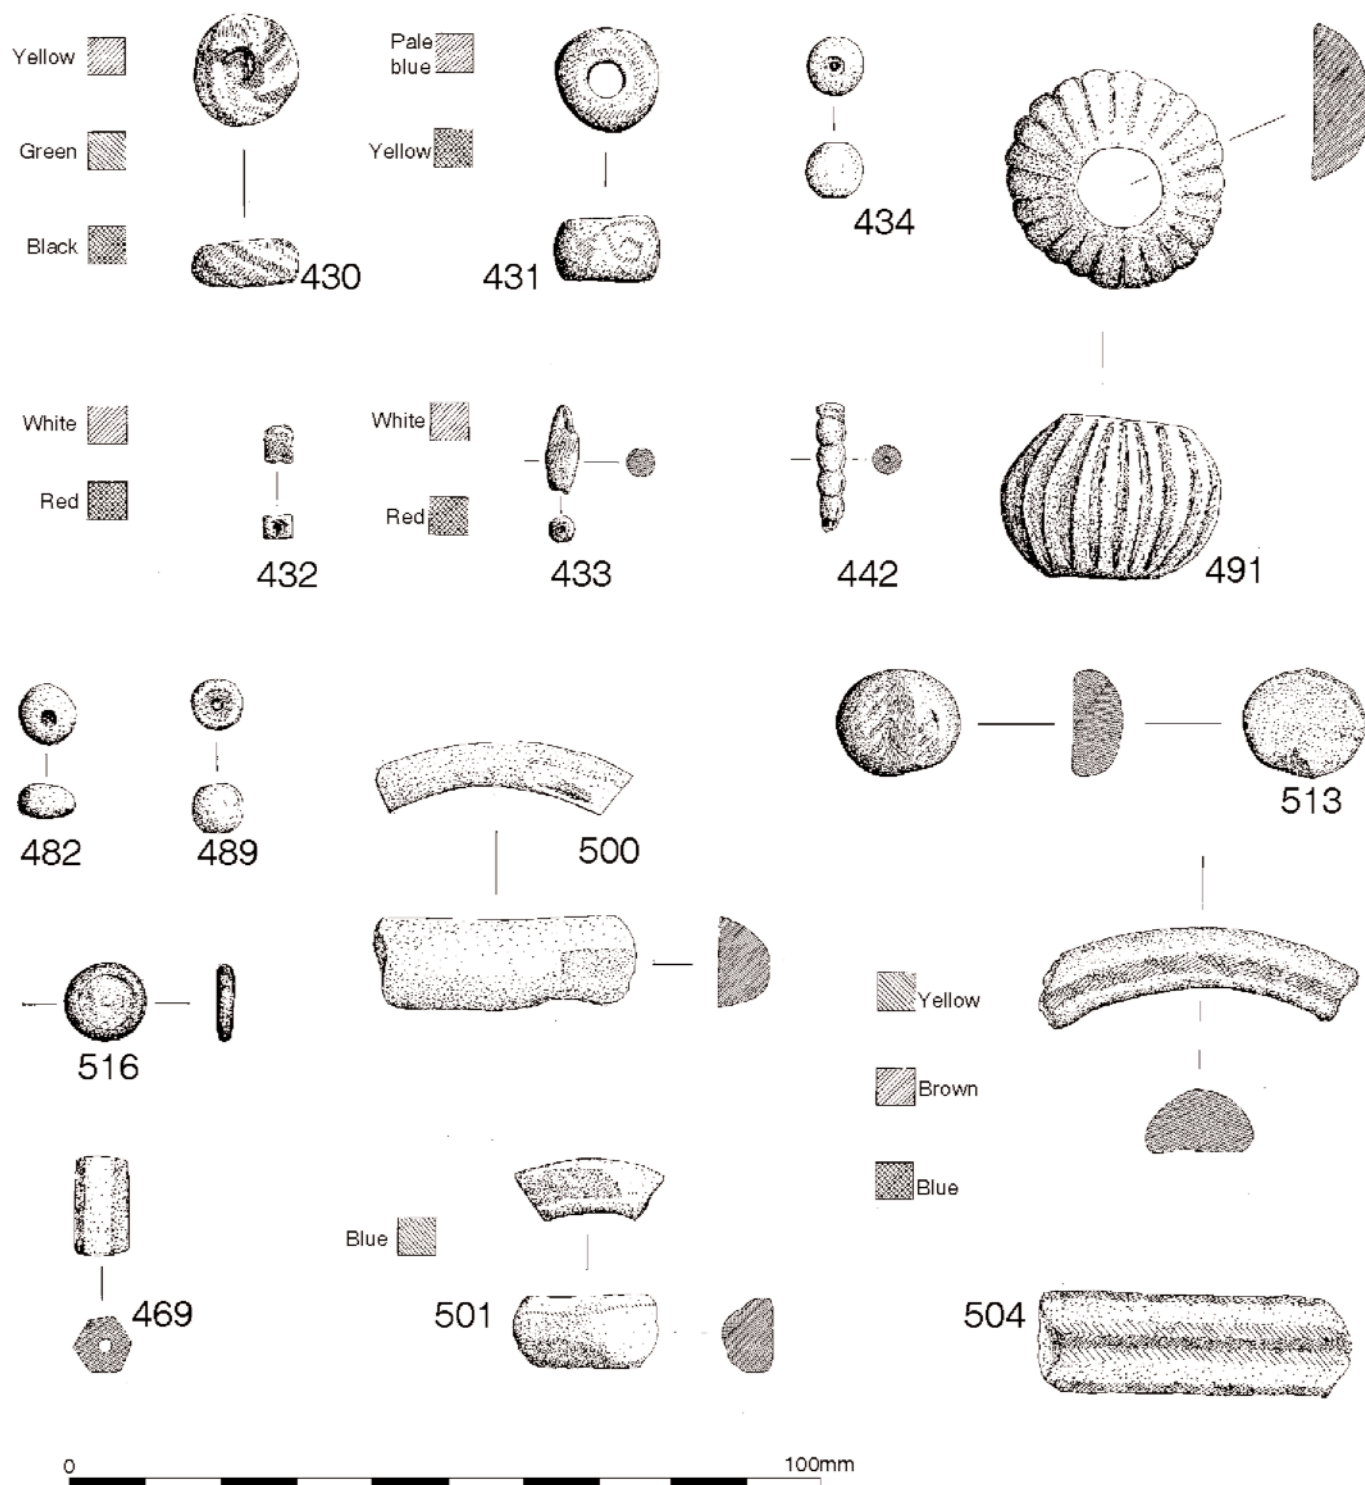 Yellow
Green
Black
430
Pale
blue
Yellow
431
434
White
Red
432
White
Red
433
442
491
482
489
500
513
516
Yellow
Brown
Blue
469
Blue
501
504
0
100mm